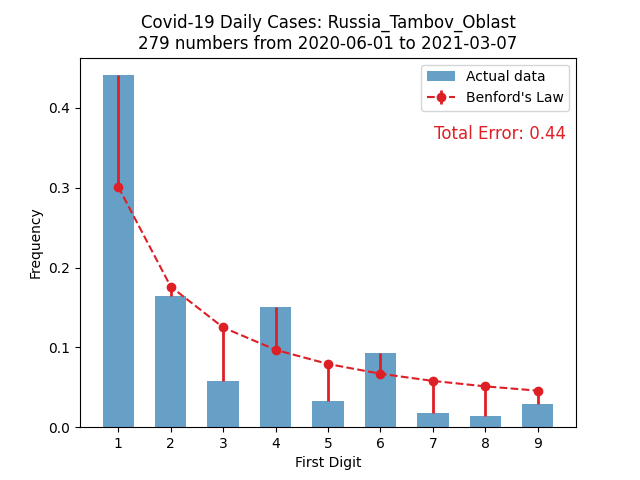 Covid-19 Daily Cases: Russia_Tambov_Oblast
279 numbers from 2020-06-01 to 2021-03-07
Actual data
Benford's Law
Total Error: 0.44
Frequency
0.4
0.3
0.2
0.1
0.0
1 2 3 4 5 6 7 8 9
First Digit